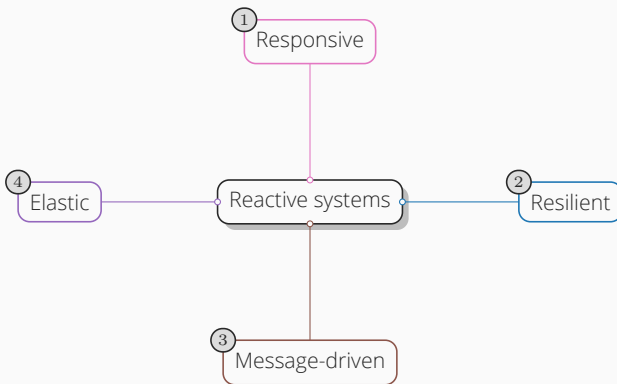 1
Responsive
4
Elastic
Reactive systems
2
Resilient
3
Message-driven